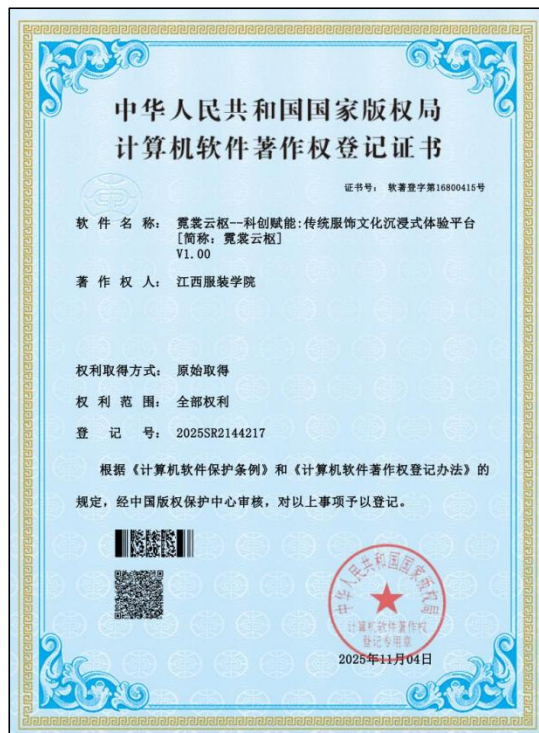 中华人民共和国国家版权局
计算机软件著作权登记证书
证书号： 软著登字第16800415号
软 件 名 称： 霓裳云枢--科创赋能:传统服饰文化沉浸式体验平台
[简称：霓裳云枢]
V1.00
著 作 权 人： 江西服装学院
权利取得方式： 原始取得
权 利 范 围： 全部权利
登 记 号： 2025SR2144217
根据《计算机软件保护条例》和《计算机软件著作权登记办法》的
规定，经中国版权保护中心审核，对以上事项予以登记。
中华人民共和国国家版权局
计算机软件著作权
登记专用章
2025年11月04日